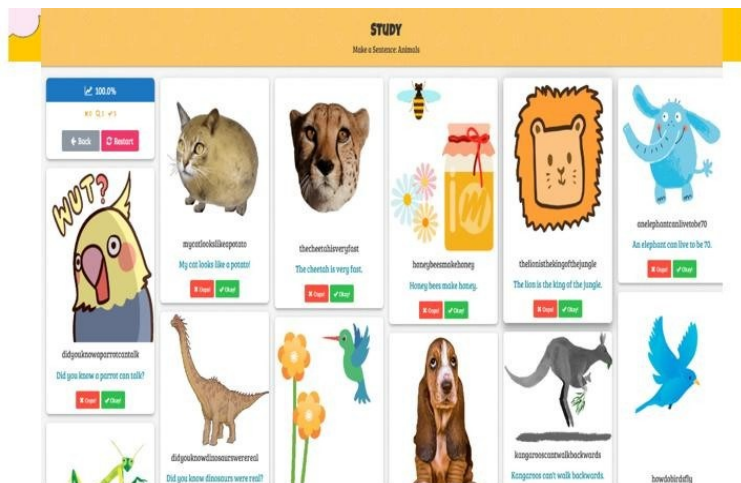 STUDY
Make a Sentence: Animals
100.0%
Back
Restart
WUT?
didyouknowaparrotcantalk
Did you know a parrot can talk?
Oops!
Okay!
mycatlookslikeapotato
My cat looks like a potato!
Oops!
Okay!
didyouknowdinosaurswerereal
Did you know dinosaurs were real?
thecheetahisveryfast
The cheetah is very fast.
Oops!
Okay!
honeybeesmakehoney
Honey bees make honey.
Oops!
Okay!
thelionisthekingofthejungle
The lion is the king of the jungle.
Oops!
Okay!
kangarooscantwalkbackwards
Kangaroos can't walk backwards.
anelephantcanlivetobe70
An elephant can live to be 70.
Oops!
Okay!
howdobirdsfly